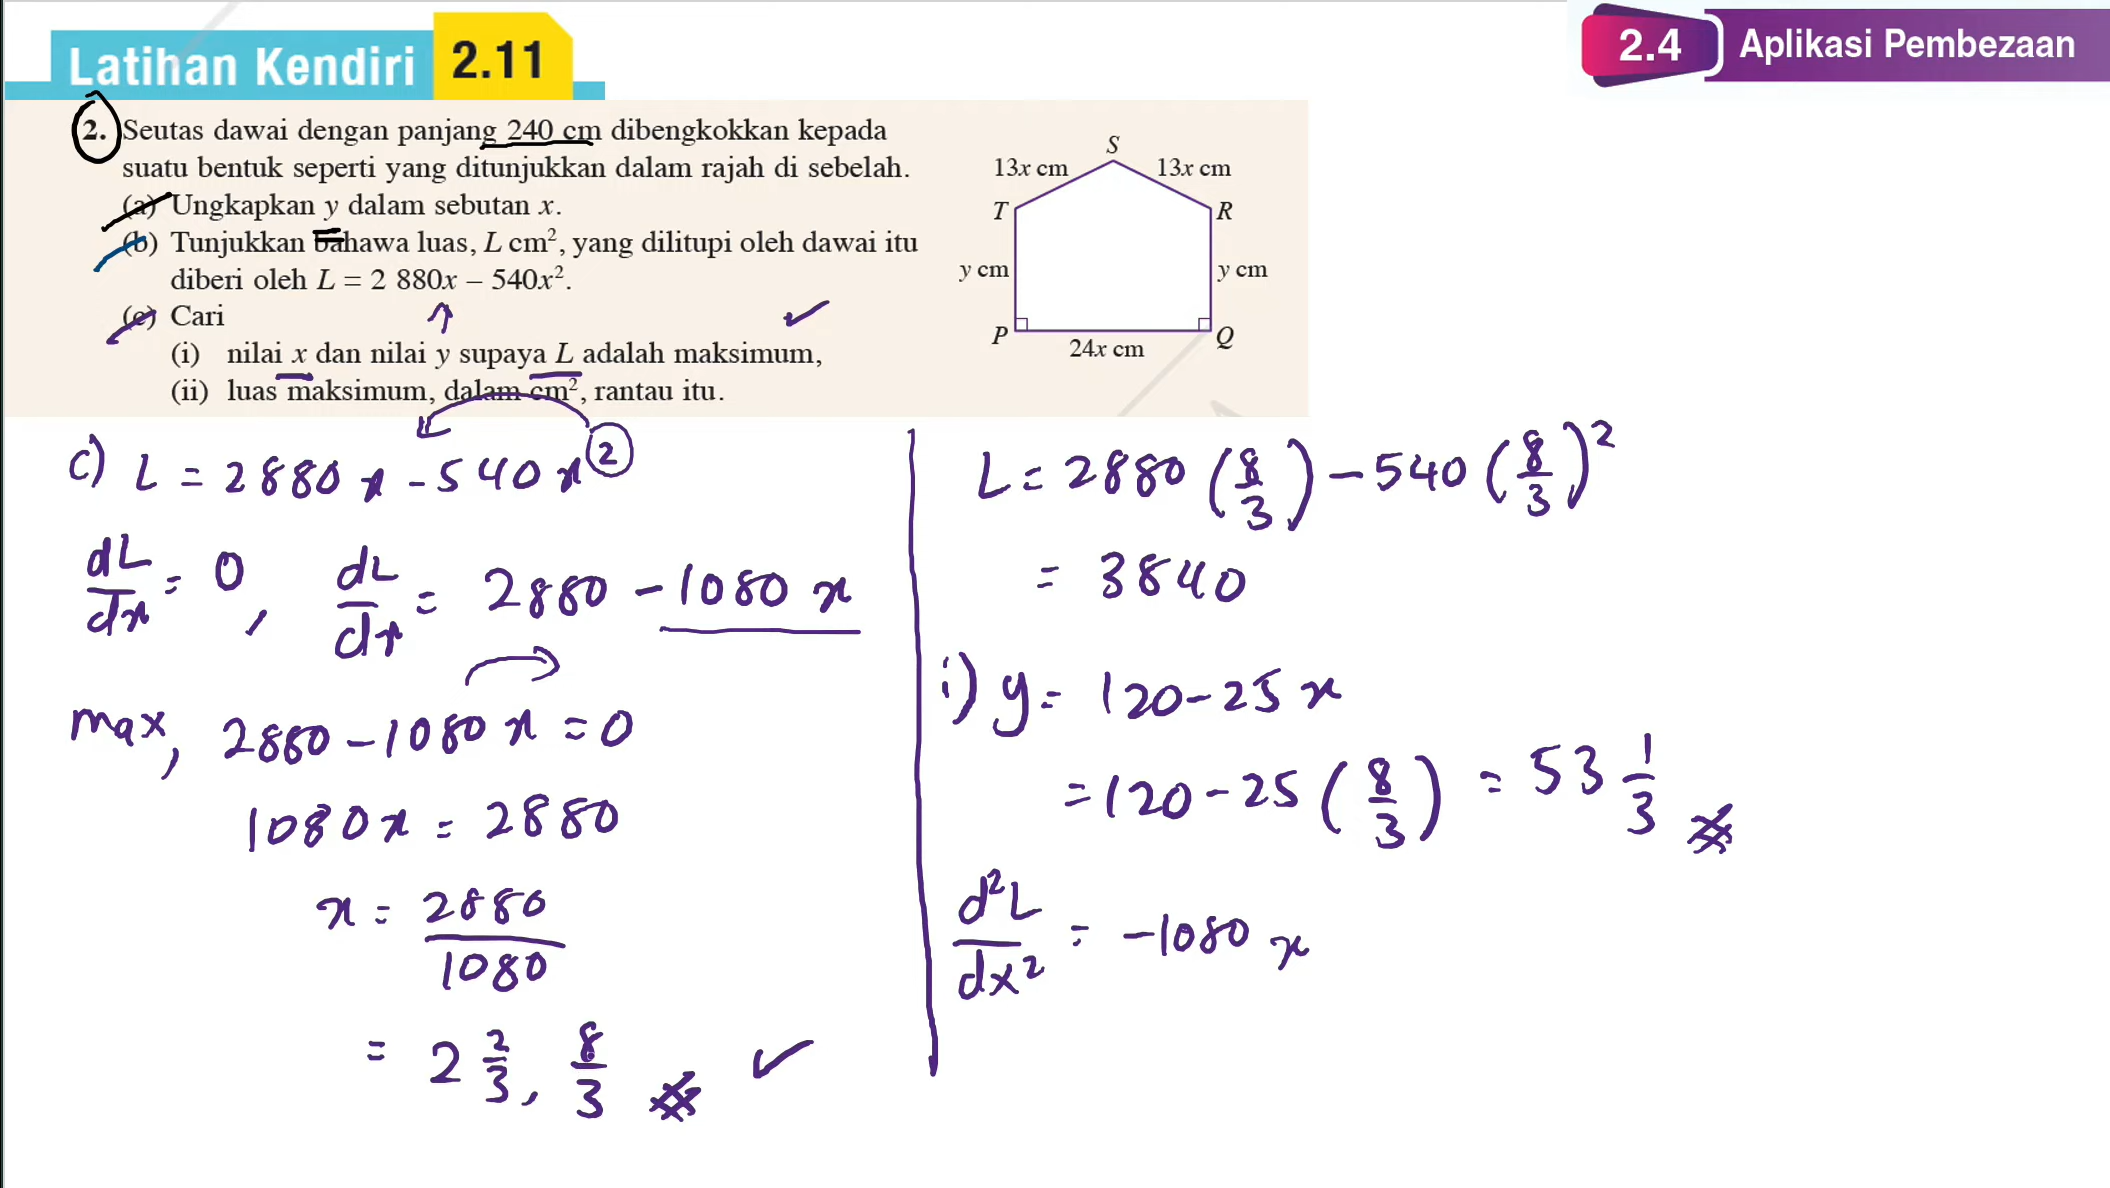 Latihan Kendiri 2.11
2.4 Aplikasi Pembezaan
2. Seutas dawai dengan panjang 240 cm dibengkokkan kepada
suatu bentuk seperti yang ditunjukkan dalam rajah di sebelah.
(a) Ungkapkan y dalam sebutan x.
(b) Tunjukkan bahawa luas, L cm², yang dilitupi oleh dawai itu
diberi oleh L = 2 880x – 540x².
(c) Cari
(i) nilai x dan nilai y supaya L adalah maksimum,
(ii) luas maksimum, dalam cm², rantau itu.
S
13x cm 13x cm
T R
y cm y cm
P Q
24x cm
c) L = 2880x - 540x²
dL/dx = 0, dL/dx = 2880 - 1080x
max, 2880 - 1080x = 0
1080x = 2880
x = 2880/1080
= 2 2/3, 8/3
L = 2880(8/3) - 540(8/3)²
= 3840
i) y = 120 - 25x
= 120 - 25(8/3) = 53 1/3
d²L/dx² = -1080x